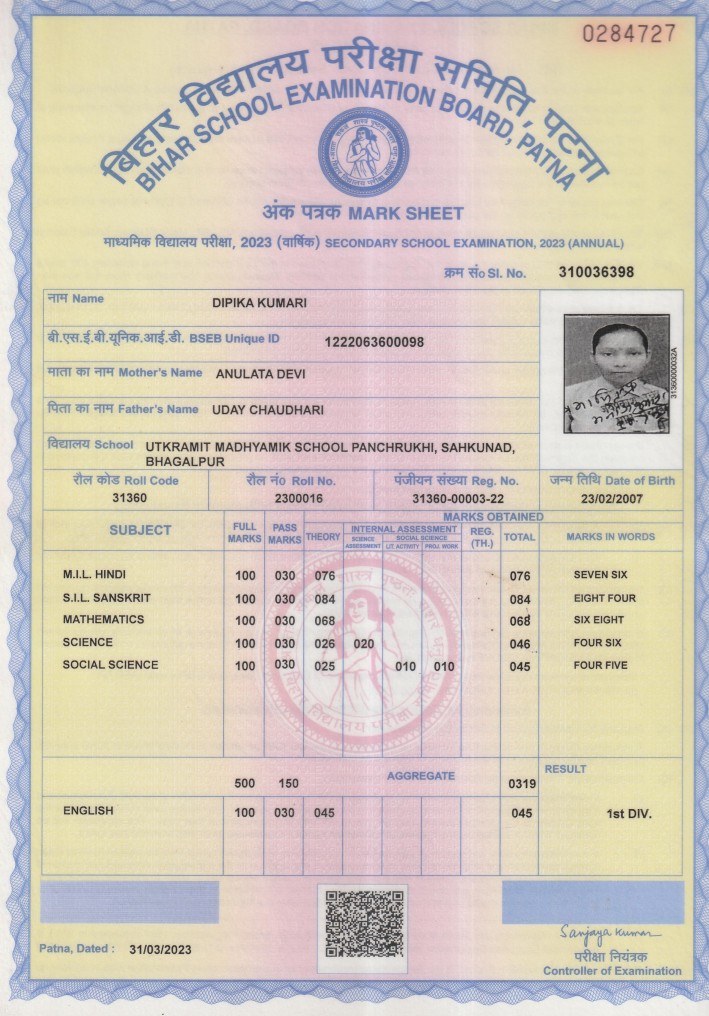 0284727
बिहार विद्यालय परीक्षा समिति, पटना
BIHAR SCHOOL EXAMINATION BOARD, PATNA
अंक पत्रक MARK SHEET
माध्यमिक विद्यालय परीक्षा, 2023 (वार्षिक) SECONDARY SCHOOL EXAMINATION, 2023 (ANNUAL)
क्रम सं० Sl. No. 310036398
नाम Name DIPIKA KUMARI
बी.एस.ई.बी.यूनिक.आई.डी. BSEB Unique ID 1222063600098
माता का नाम Mother's Name ANULATA DEVI
पिता का नाम Father's Name UDAY CHAUDHARI
विद्यालय School UTKRAMIT MADHYAMIK SCHOOL PANCHRUKHI, SAHKUNAD,
BHAGALPUR
31360000032A
रौल कोड Roll Code रौल नं0 Roll No. पंजीयन संख्या Reg. No. जन्म तिथि Date of Birth
31360 2300016 31360-00003-22 23/02/2007
MARKS OBTAINED
SUBJECT FULL MARKS PASS MARKS THEORY INTERNAL ASSESSMENT REG. (TH.) TOTAL MARKS IN WORDS
SCIENCE ASSESSMENT SOCIAL SCIENCE
LIT. ACTIVITY PROJ. WORK
M.I.L. HINDI 100 030 076 076 SEVEN SIX
S.I.L. SANSKRIT 100 030 084 084 EIGHT FOUR
MATHEMATICS 100 030 068 068 SIX EIGHT
SCIENCE 100 030 026 020 046 FOUR SIX
SOCIAL SCIENCE 100 030 025 010 010 045 FOUR FIVE
500 150 AGGREGATE 0319 RESULT
ENGLISH 100 030 045 045 1st DIV.
Patna, Dated : 31/03/2023
Sanjaya Kumar
परीक्षा नियंत्रक
Controller of Examination